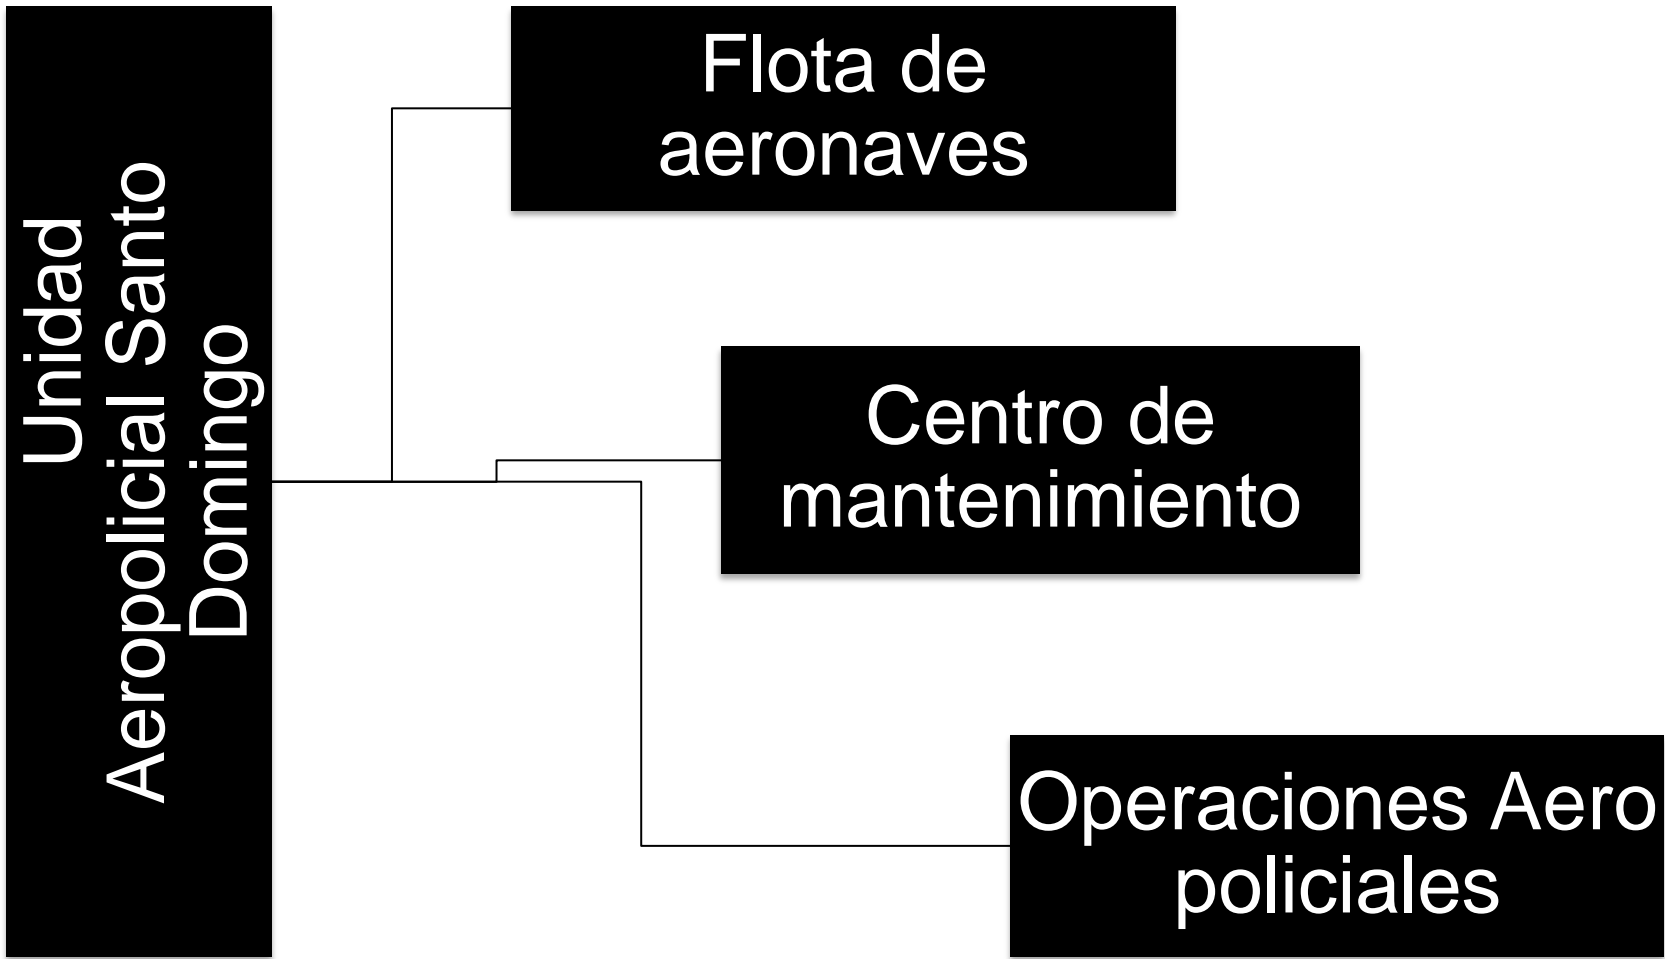 Unidad
Aeropolicial Santo
Domingo
Flota de
aeronaves
Centro de
mantenimiento
Operaciones Aero
policiales